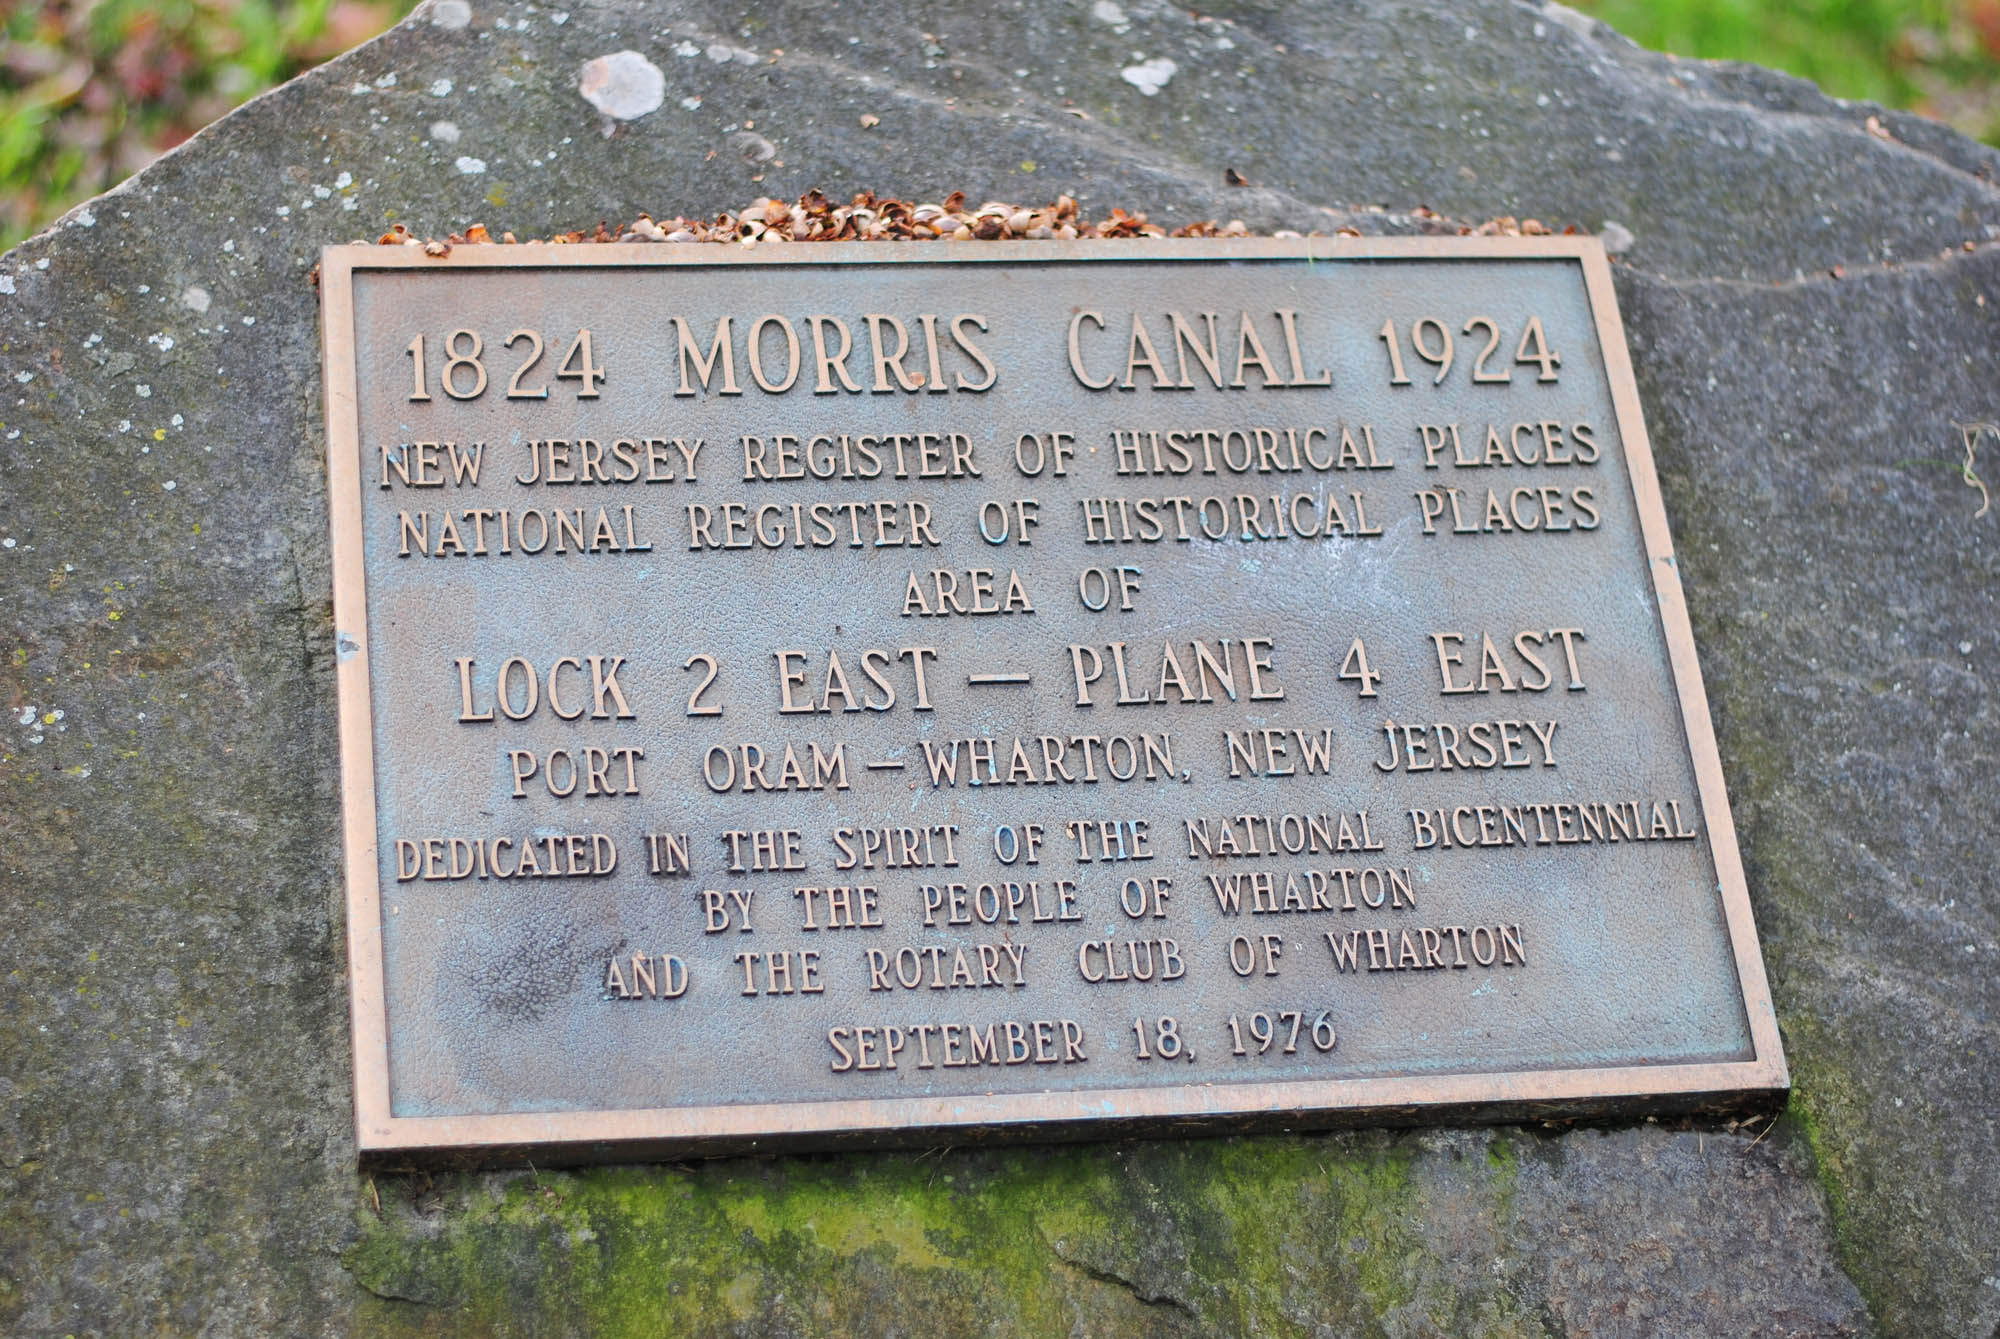 1824 MORRIS CANAL 1924
NEW JERSEY REGISTER OF HISTORICAL PLACES
NATIONAL REGISTER OF HISTORICAL PLACES
AREA OF
LOCK 2 EAST — PLANE 4 EAST
PORT ORAM — WHARTON, NEW JERSEY
DEDICATED IN THE SPIRIT OF THE NATIONAL BICENTENNIAL
BY THE PEOPLE OF WHARTON
AND THE ROTARY CLUB OF WHARTON
SEPTEMBER 18, 1976